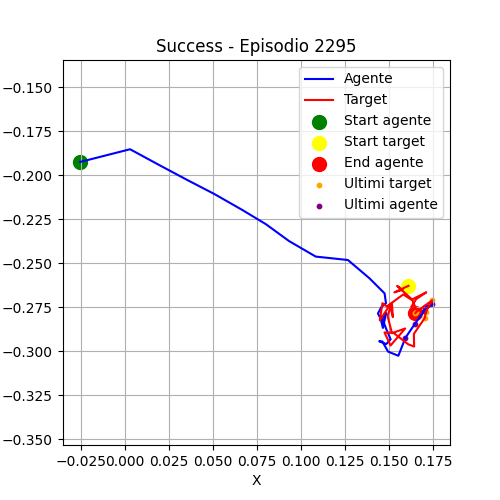 Success - Episodio 2295
Agente
Target
Start agente
Start target
End agente
Ultimi target
Ultimi agente
−0.150
−0.175
−0.200
−0.225
−0.250
−0.275
−0.300
−0.325
−0.350
−0.025 0.000 0.025 0.050 0.075 0.100 0.125 0.150 0.175
X